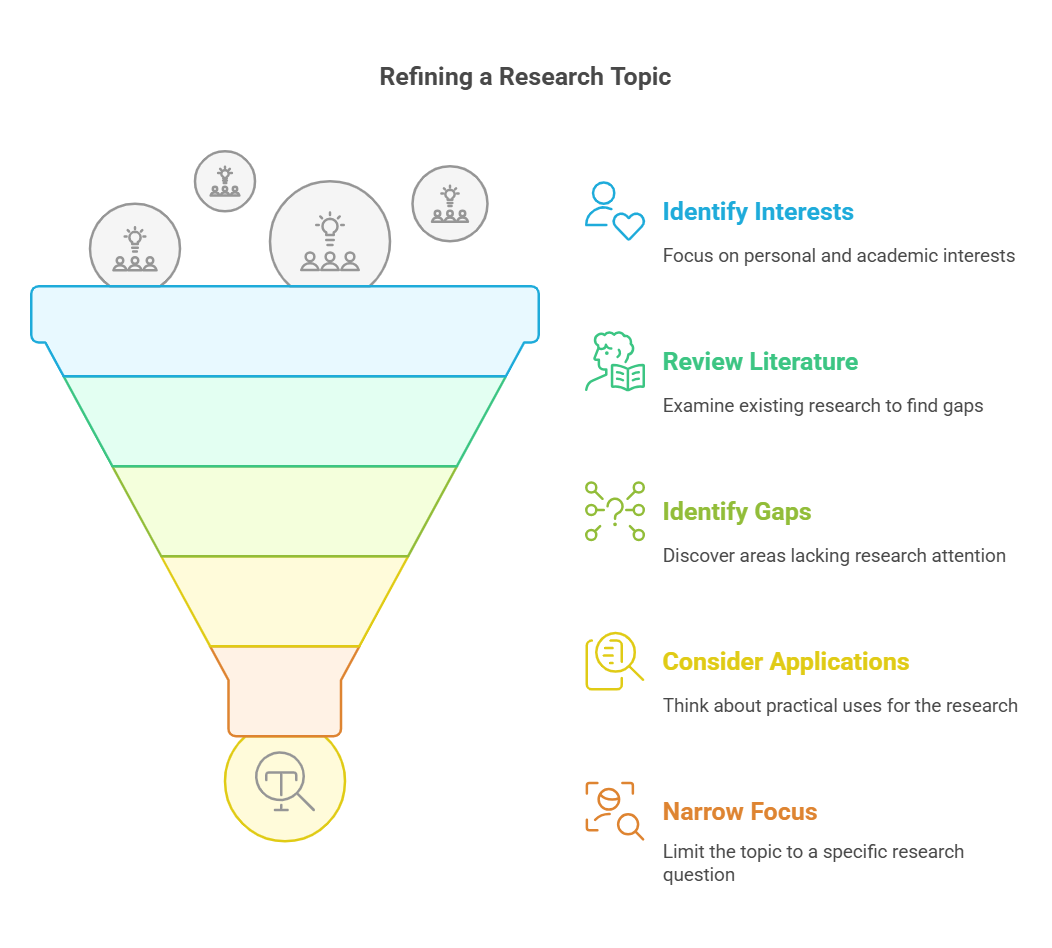 Refining a Research Topic
Identify Interests
Focus on personal and academic interests
Review Literature
Examine existing research to find gaps
Identify Gaps
Discover areas lacking research attention
Consider Applications
Think about practical uses for the research
Narrow Focus
Limit the topic to a specific research
question